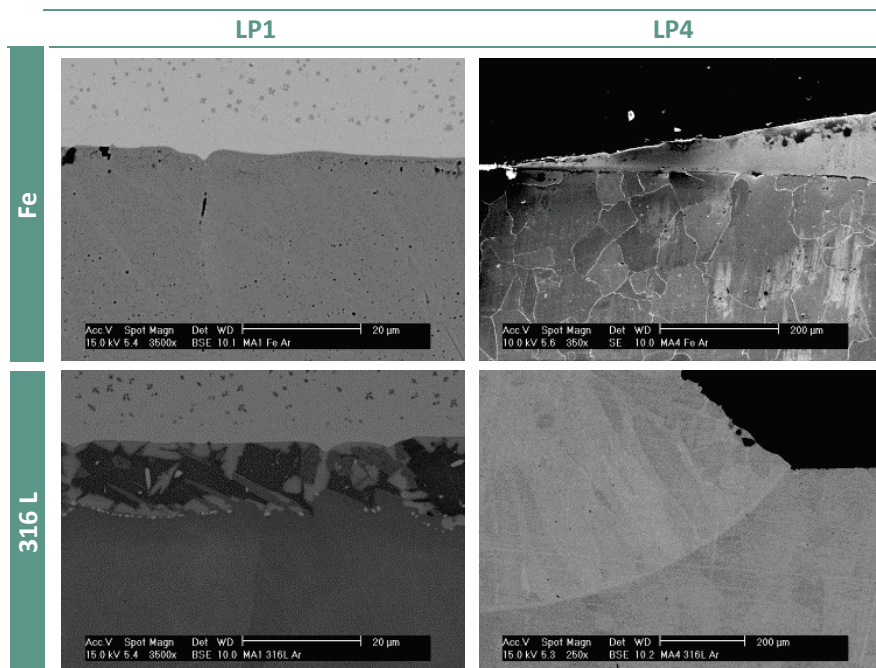 LP1
LP4
Fe
Acc.V Spot Magn Det WD 20 µm
15.0 kV 5.4 3500x BSE 10.1 MA1 Fe Ar
Acc.V Spot Magn Det WD 200 µm
10.0 kV 5.6 350x SE 10.0 MA4 Fe Ar
316 L
Acc.V Spot Magn Det WD 20 µm
15.0 kV 5.4 3500x BSE 10.0 MA1 316L Ar
Acc.V Spot Magn Det WD 200 µm
15.0 kV 5.3 250x BSE 10.2 MA4 316L Ar